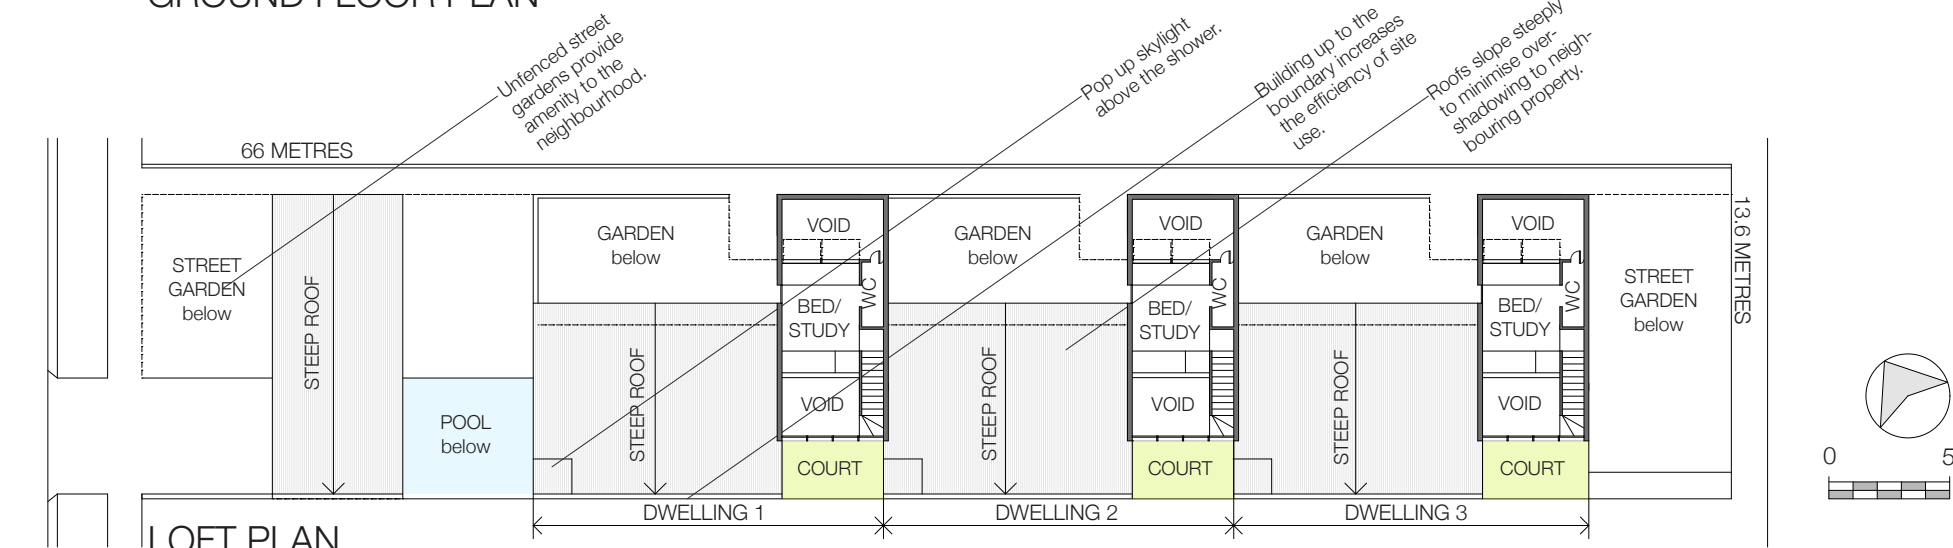 GROUND FLOOR PLAN
Unfenced street
gardens provide
amenity to the
neighbourhood.
Pop up skylight
above the shower.
Building up to the
boundary increases
the efficiency of site
use.
Roofs slope steeply
to minimise over-
shadowing to neigh-
bouring property.
66 METRES
13.6 METRES
STREET
GARDEN
below
STEEP ROOF
POOL
below
GARDEN
below
STEEP ROOF
VOID
WC
BED/
STUDY
VOID
COURT
GARDEN
below
STEEP ROOF
VOID
WC
BED/
STUDY
VOID
COURT
GARDEN
below
STEEP ROOF
VOID
WC
BED/
STUDY
VOID
COURT
STREET
GARDEN
below
0 5
DWELLING 1
DWELLING 2
DWELLING 3
LOFT PLAN